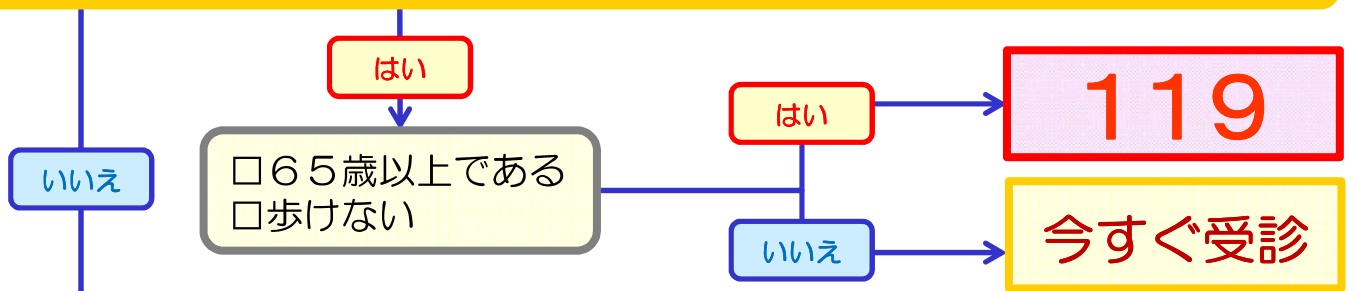 はい
はい
119
いいえ
□65歳以上である
□歩けない
いいえ
今すぐ受診